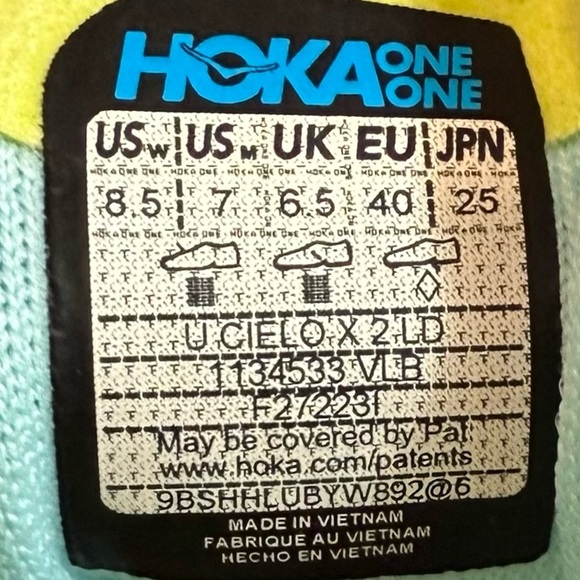 HOKA ONE ONE
USW USM UK EU JPN
8.5 7 6.5 40 25
U CIELO X 2 LD
1134533 VLB
F27223I
May be covered by Pat
www.hoka.com/patents
9BSHHLUBYW892@6
MADE IN VIETNAM
FABRIQUE AU VIETNAM
HECHO EN VIETNAM